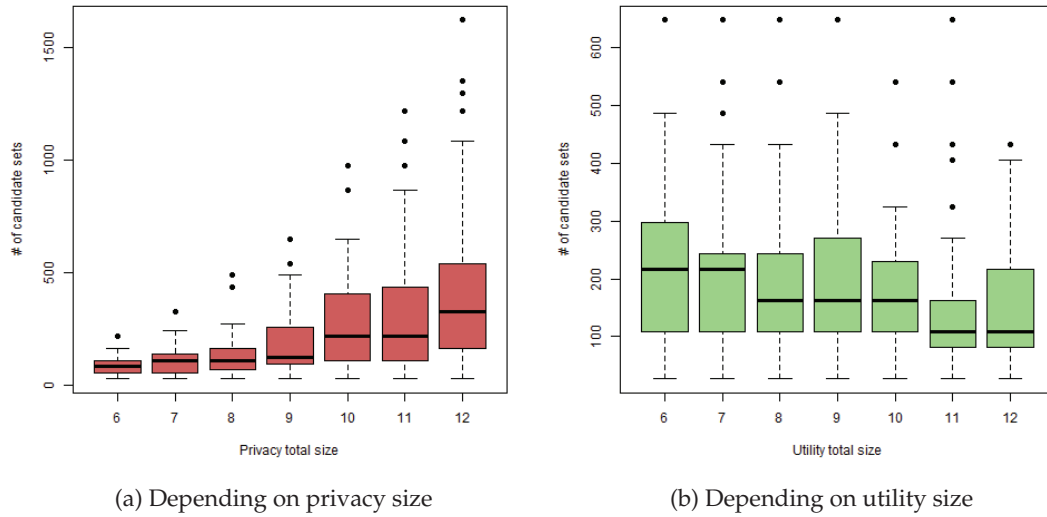 # of candidate sets
1500
1000
500
0
6 7 8 9 10 11 12
Privacy total size
(a) Depending on privacy size
# of candidate sets
600
500
400
300
200
100
6 7 8 9 10 11 12
Utility total size
(b) Depending on utility size